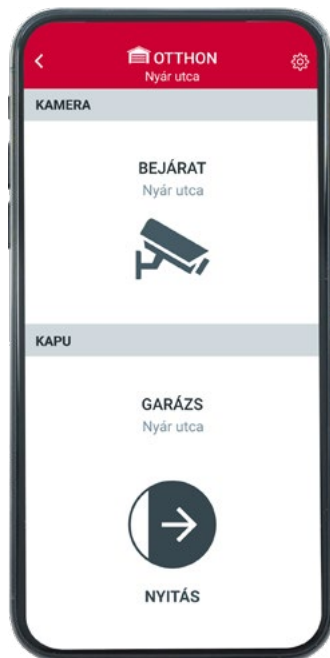 OTTHON
Nyár utca
KAMERA
BEJÁRAT
Nyár utca
KAPU
GARÁZS
Nyár utca
NYITÁS